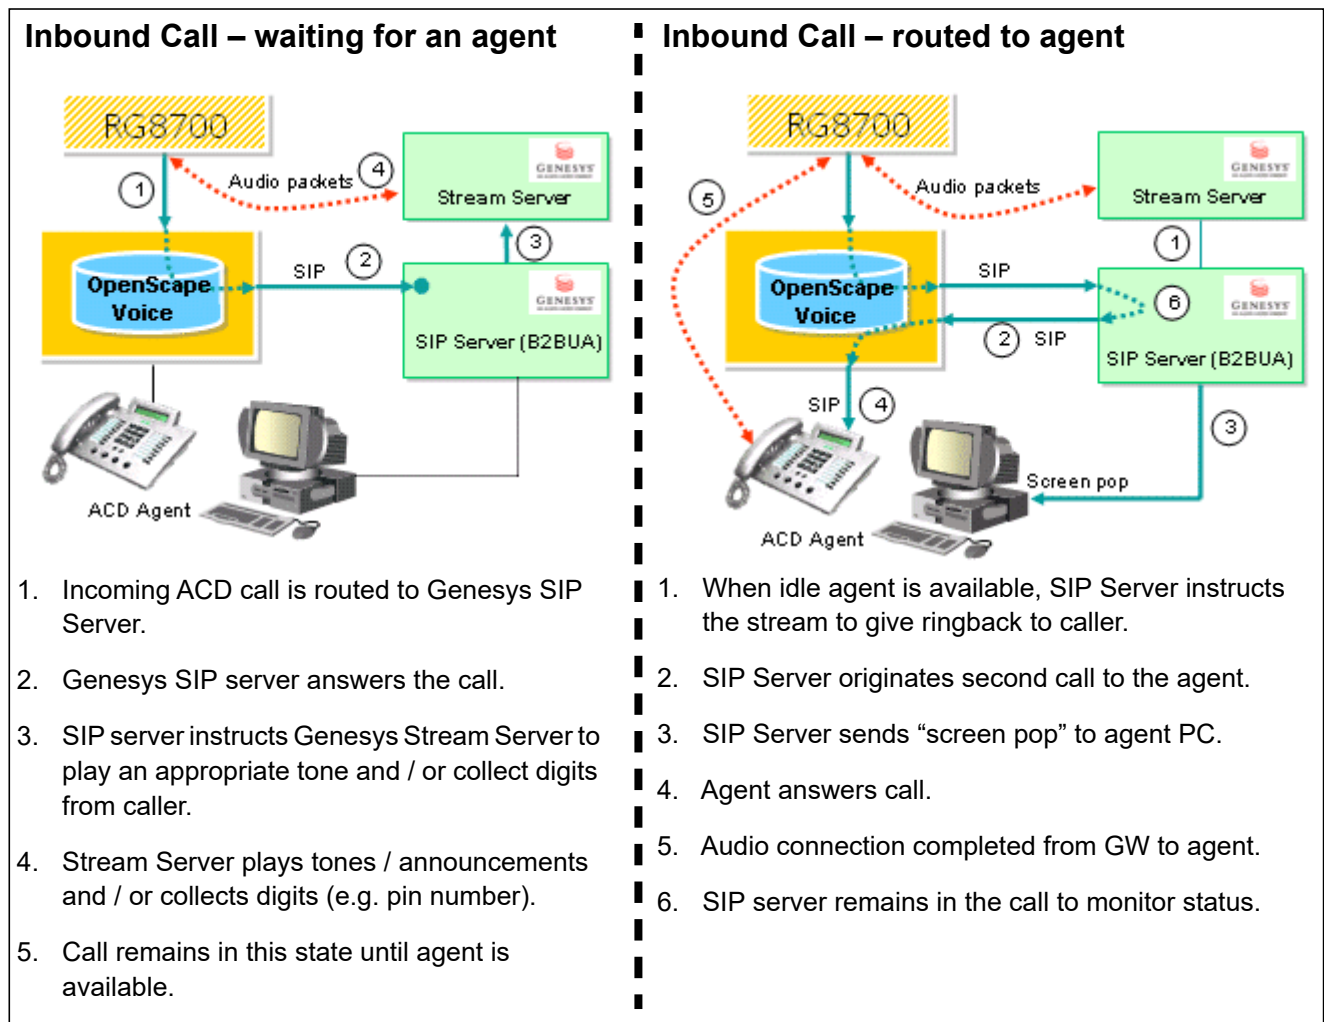 Inbound Call – waiting for an agent
RG8700
1
Audio packets
4
GENESYS
Stream Server
3
2
SIP
OpenScape
Voice
GENESYS
SIP Server (B2BUA)
ACD Agent
1. Incoming ACD call is routed to Genesys SIP
Server.
2. Genesys SIP server answers the call.
3. SIP server instructs Genesys Stream Server to
play an appropriate tone and / or collect digits
from caller.
4. Stream Server plays tones / announcements
and / or collects digits (e.g. pin number).
5. Call remains in this state until agent is
available.
Inbound Call – routed to agent
RG8700
5
Audio packets
GENESYS
Stream Server
1
SIP
OpenScape
Voice
GENESYS
6
2
SIP
SIP Server (B2BUA)
SIP
4
3
Screen pop
ACD Agent
1. When idle agent is available, SIP Server instructs
the stream to give ringback to caller.
2. SIP Server originates second call to the agent.
3. SIP Server sends “screen pop” to agent PC.
4. Agent answers call.
5. Audio connection completed from GW to agent.
6. SIP server remains in the call to monitor status.